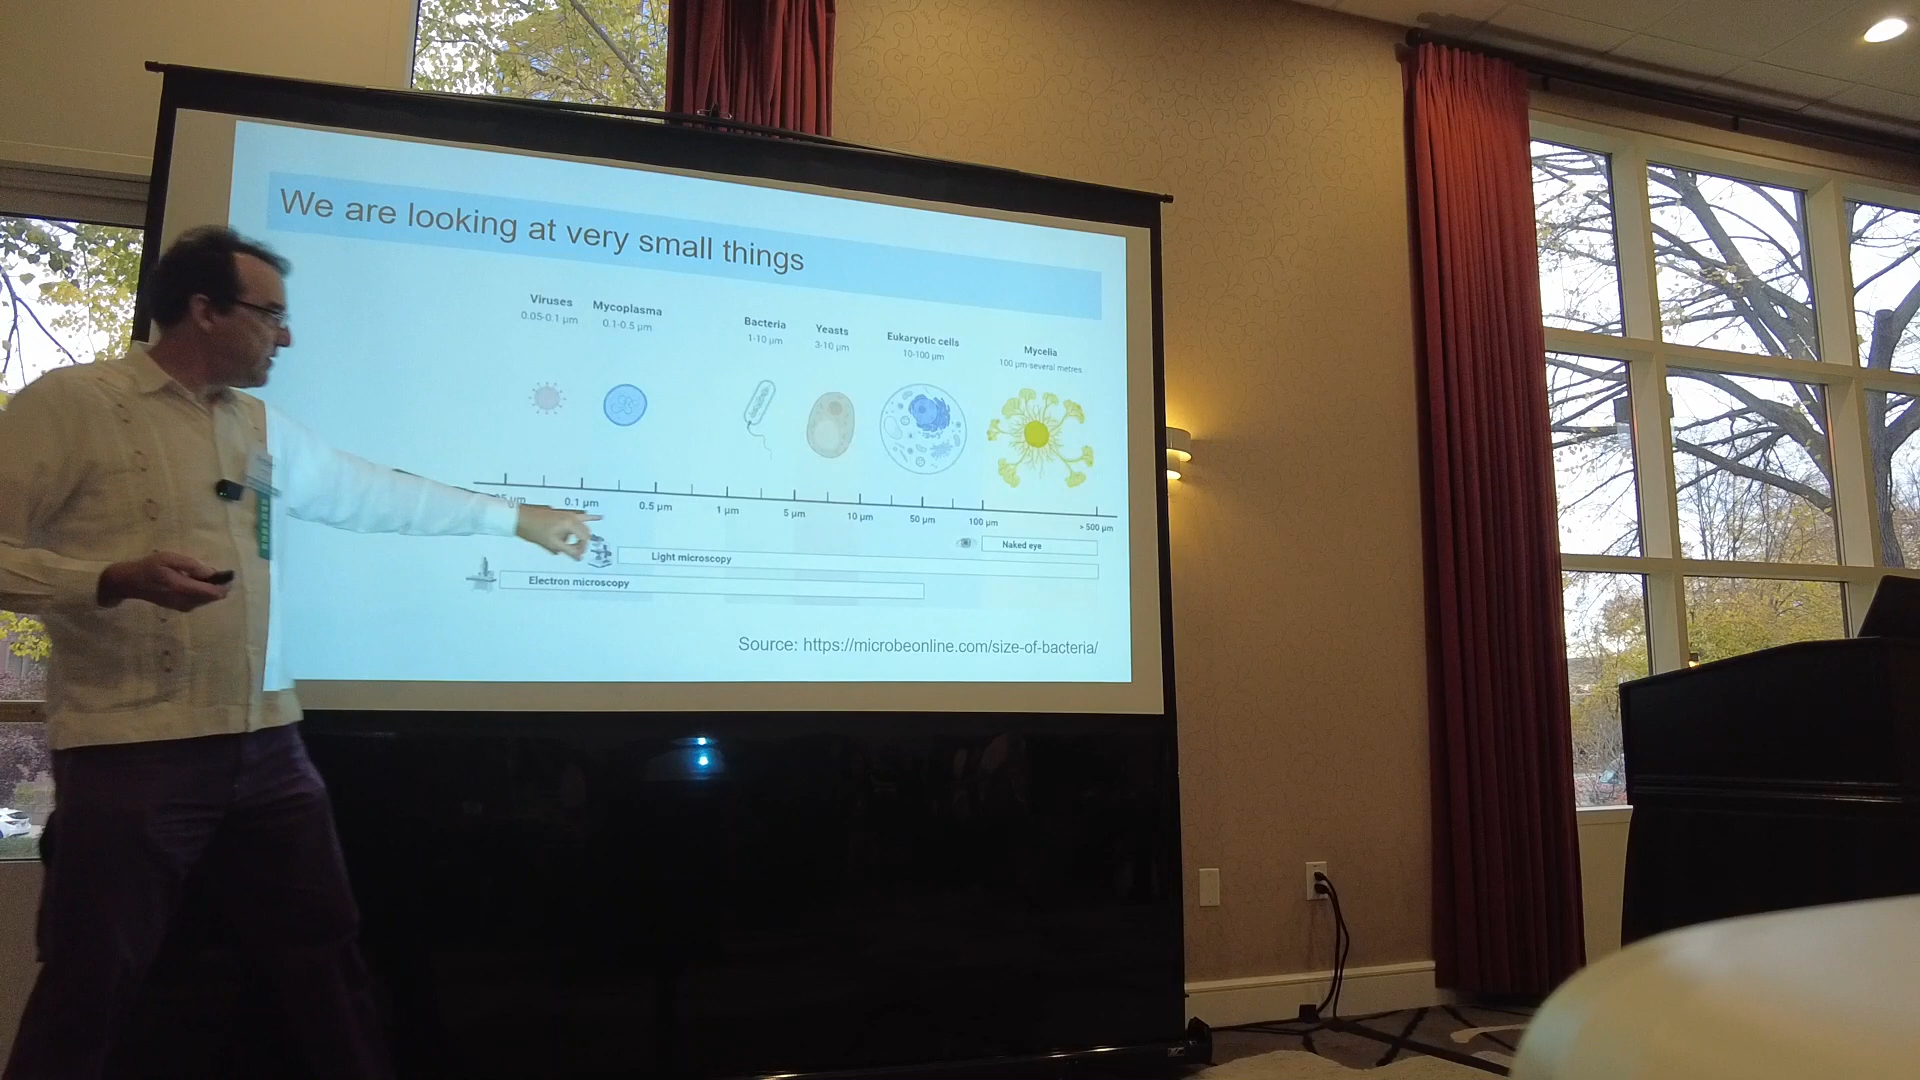 We are looking at very small things
Viruses
0.05-0.1 µm
Mycoplasma
0.1-0.5 µm
Bacteria
1-10 µm
Yeasts
3-10 µm
Eukaryotic cells
10-100 µm
Mycelia
100 µm-several metres
0.1 µm
0.5 µm
1 µm
5 µm
10 µm
50 µm
100 µm
> 500 µm
Naked eye
Light microscopy
Electron microscopy
Source: https://microbeonline.com/size-of-bacteria/